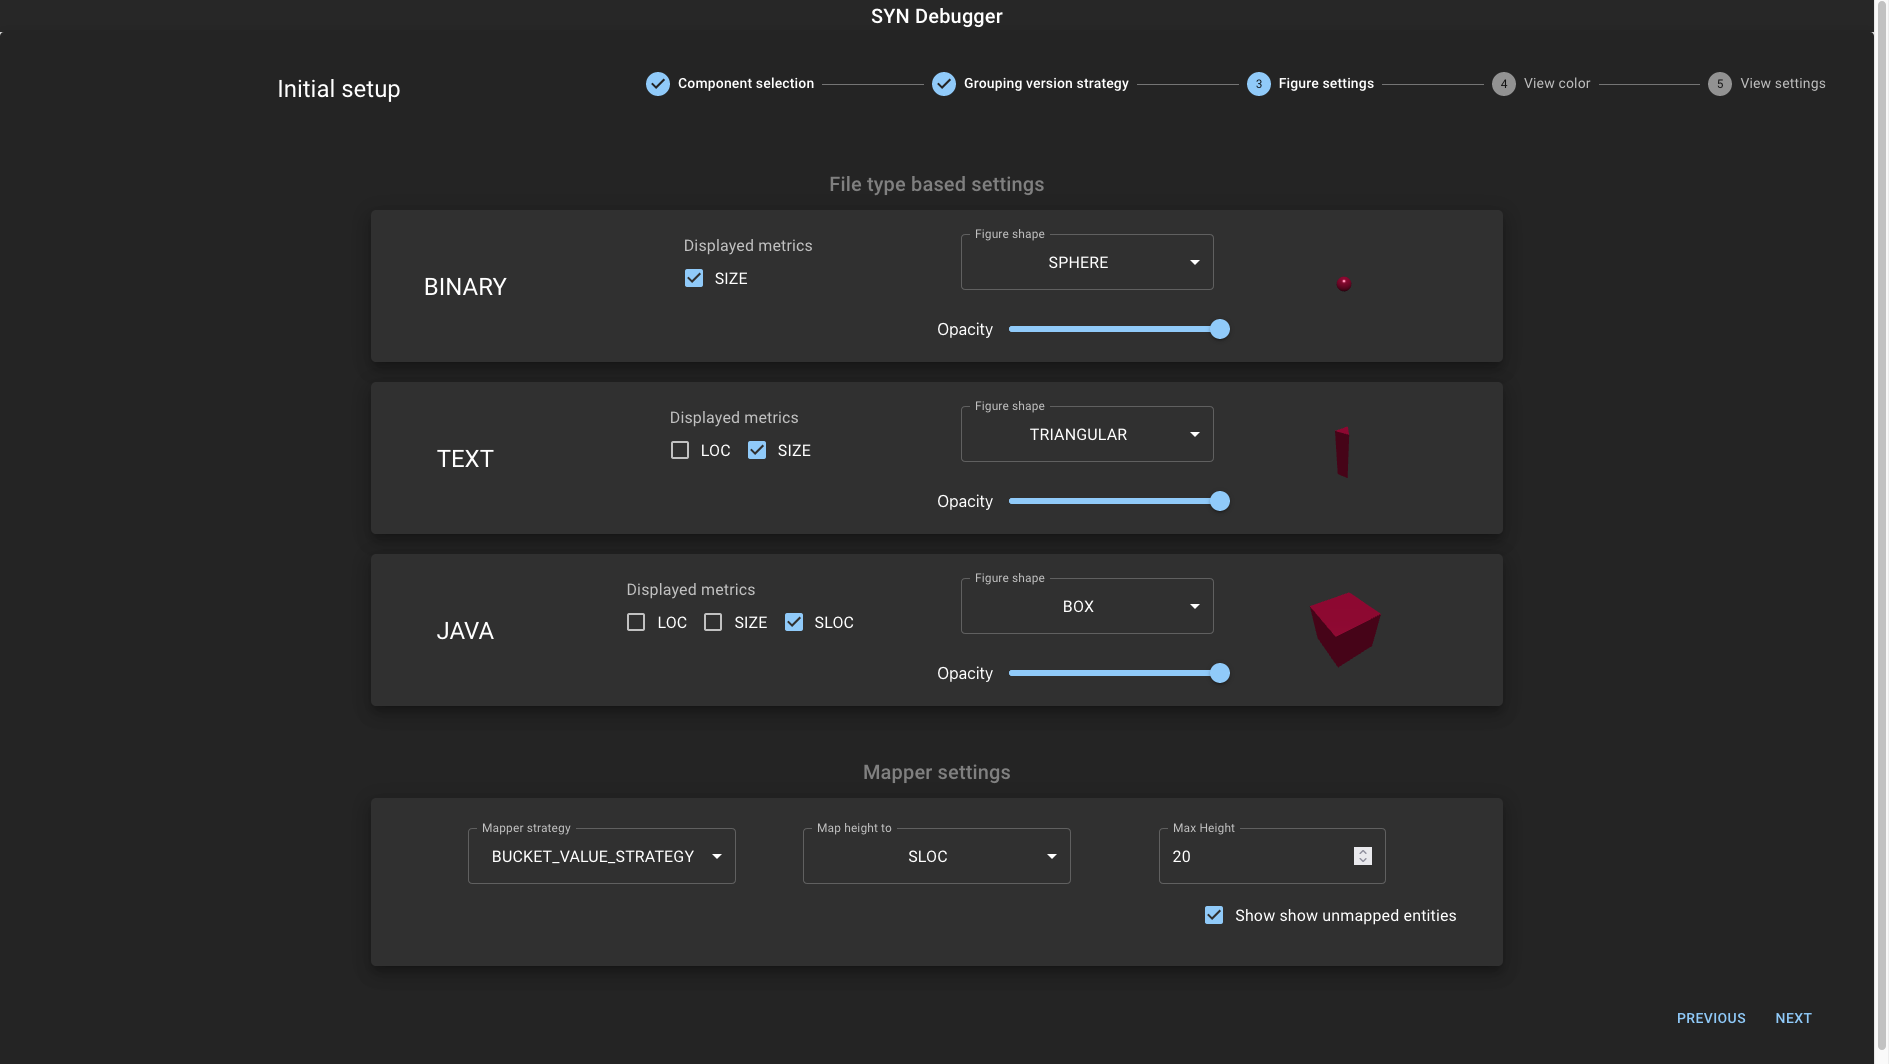 SYN Debugger
Initial setup
Component selection
Grouping version strategy
3 Figure settings
4 View color
5 View settings
File type based settings
BINARY
Displayed metrics
SIZE
Figure shape
SPHERE
Opacity
TEXT
Displayed metrics
LOC SIZE
Figure shape
TRIANGULAR
Opacity
JAVA
Displayed metrics
LOC SIZE SLOC
Figure shape
BOX
Opacity
Mapper settings
Mapper strategy
BUCKET_VALUE_STRATEGY
Map height to
SLOC
Max Height
20
Show show unmapped entities
PREVIOUS NEXT